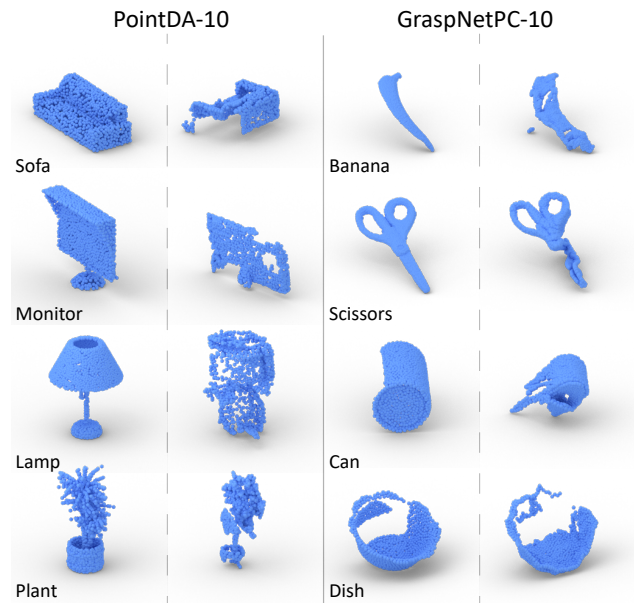 PointDA-10
GraspNetPC-10
Sofa
Banana
Monitor
Scissors
Lamp
Can
Plant
Dish